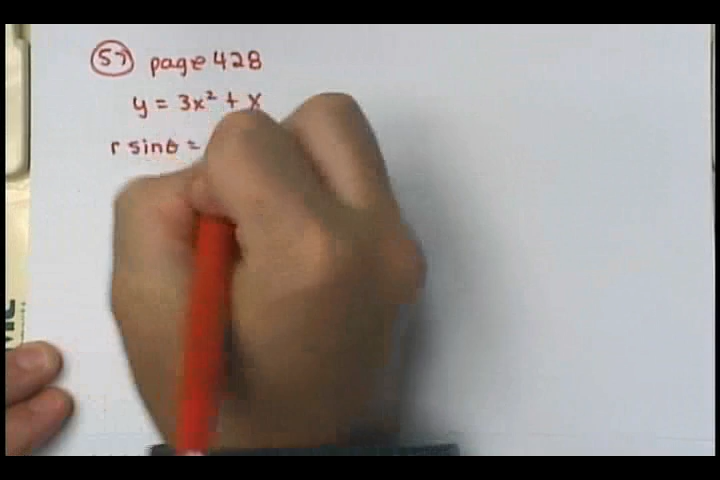 57 page 428
y = 3x² + x
r sinθ =